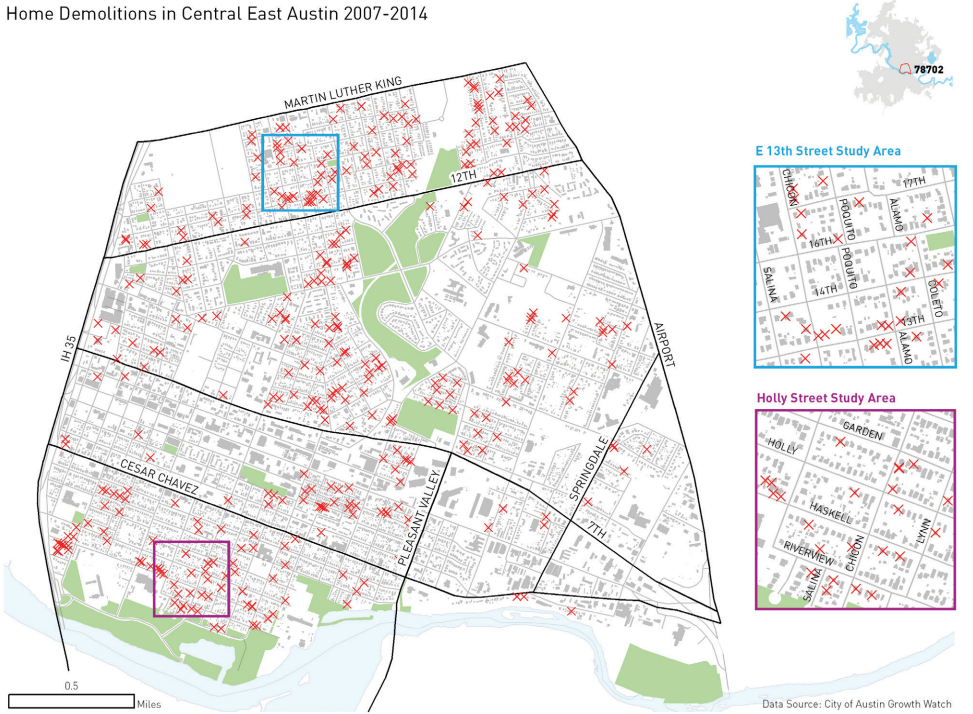 Home Demolitions in Central East Austin 2007-2014
78702
MARTIN LUTHER KING
12TH
IH 35
AIRPORT
CESAR CHAVEZ
PLEASANT VALLEY
SPRINGDALE
7TH
E 13th Street Study Area
CHICON
17TH
POQUITO
ALAMO
16TH
POQUITO
SALINA
14TH
COLETO
13TH
ALAMO
Holly Street Study Area
GARDEN
HOLLY
HASKELL
LYNN
RIVERVIEW
CHICON
SALINA
0.5
Miles
Data Source: City of Austin Growth Watch